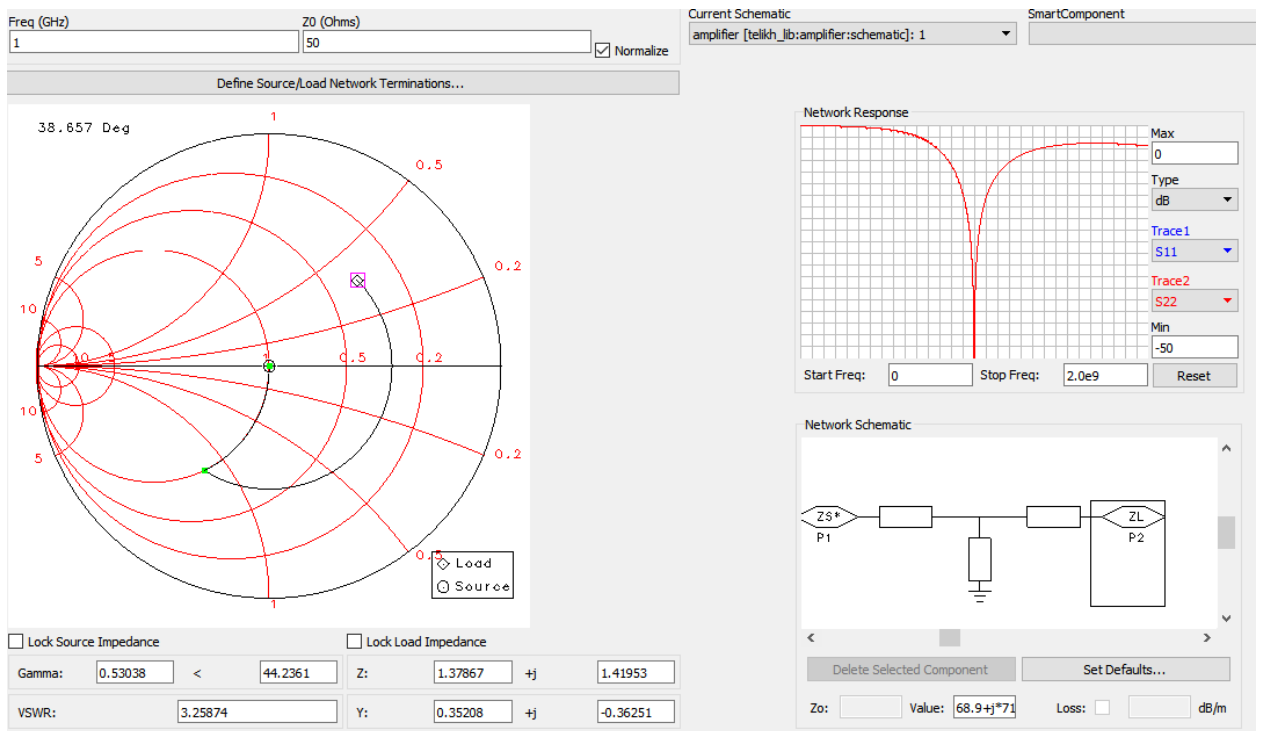 Freq (GHz)
Z0 (Ohms)
1
50
Normalize
Current Schematic
SmartComponent
amplifier [telikh_lib:amplifier:schematic]: 1
Define Source/Load Network Terminations...
38.657 Deg
1
0.5
5
0.2
10
1
0.5
0.2
10
5
0.2
0.5
1
Load
Source
Network Response
Max
0
Type
dB
Trace1
S11
Trace2
S22
Min
-50
Start Freq:
0
Stop Freq:
2.0e9
Reset
Network Schematic
ZS*
P1
ZL
P2
Lock Source Impedance
Lock Load Impedance
Gamma:
0.53038
<
44.2361
Z:
1.37867
+j
1.41953
VSWR:
3.25874
Y:
0.35208
+j
-0.36251
Delete Selected Component
Set Defaults...
Zo:
Value:
68.9+j*71
Loss:
dB/m